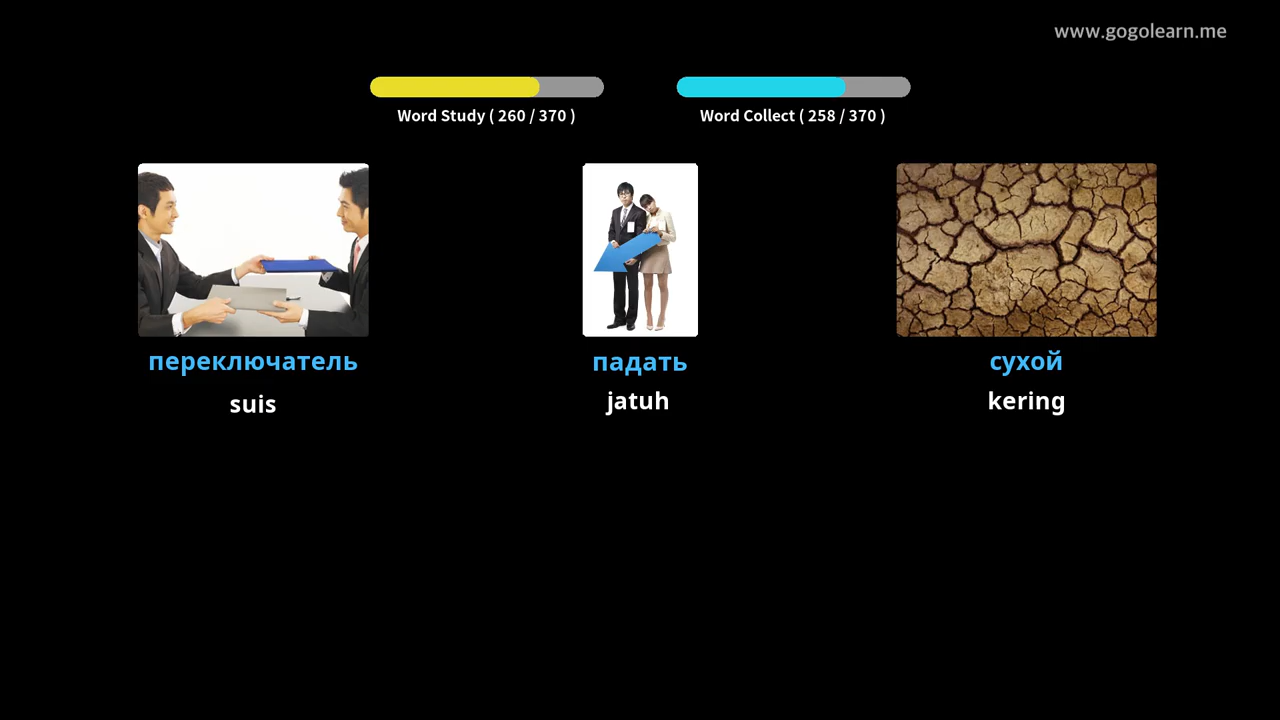 www.gogolearn.me
Word Study ( 260 / 370 )
Word Collect ( 258 / 370 )
переключатель
suis
падать
jatuh
сухой
kering